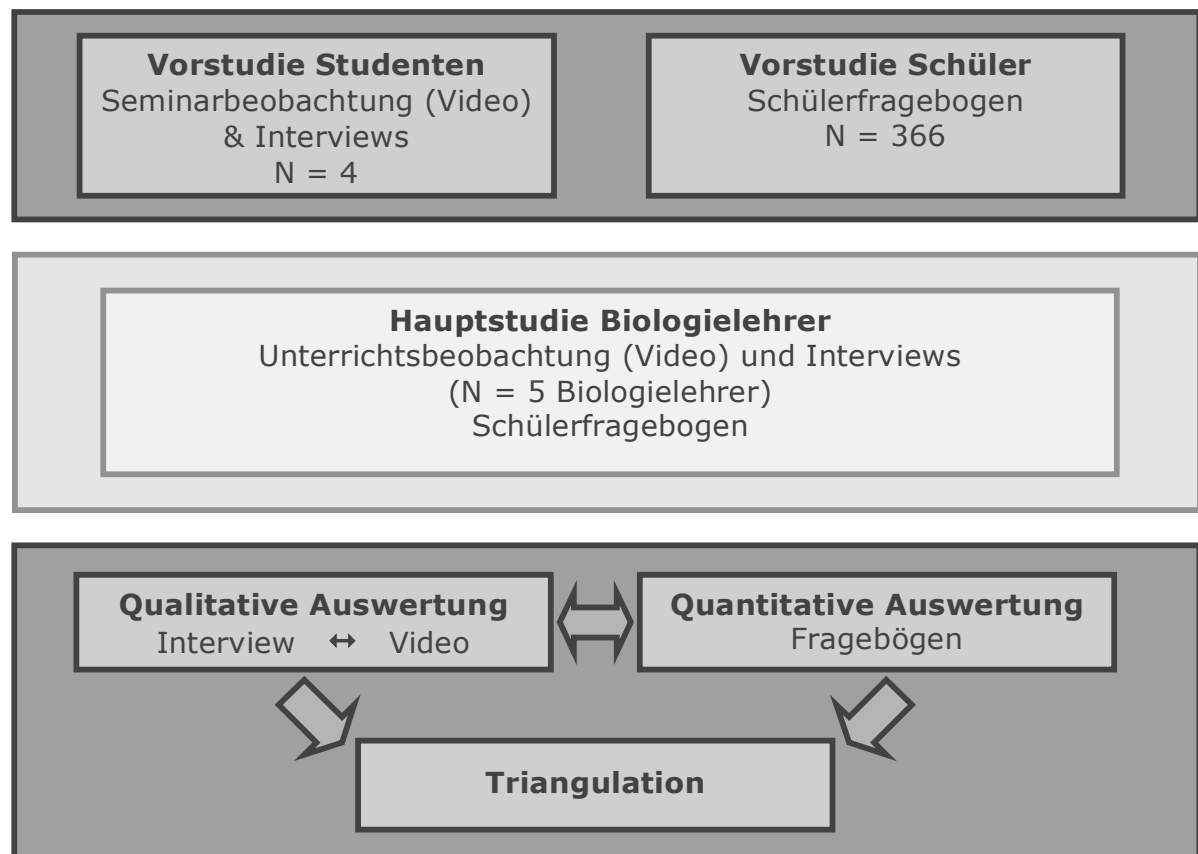 Vorstudie Studenten
Seminarbeobachtung (Video)
& Interviews
N = 4
Vorstudie Schüler
Schülerfragebogen
N = 366
Hauptstudie Biologielehrer
Unterrichtsbeobachtung (Video) und Interviews
(N = 5 Biologielehrer)
Schülerfragebogen
Qualitative Auswertung
Interview ↔ Video
Quantitative Auswertung
Fragebögen
Triangulation